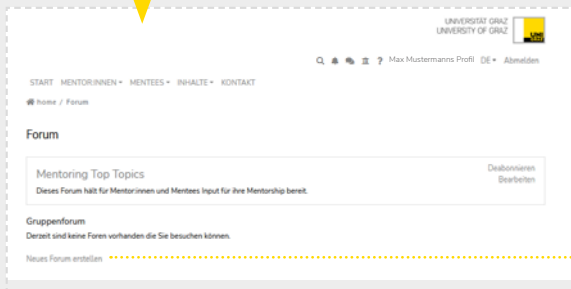 UNIVERSITÄT GRAZ
UNIVERSITY OF GRAZ
UNI
GRAZ
? Max Mustermanns Profil DE Abmelden
START MENTOR:INNEN MENTEES INHALTE KONTAKT
home / Forum
Forum
Mentoring Top Topics
Deabonnieren
Dieses Forum hält für Mentor:innen und Mentees Input für ihre Mentorship bereit.
Bearbeiten
Gruppenforum
Derzeit sind keine Foren vorhanden die Sie besuchen können.
Neues Forum erstellen